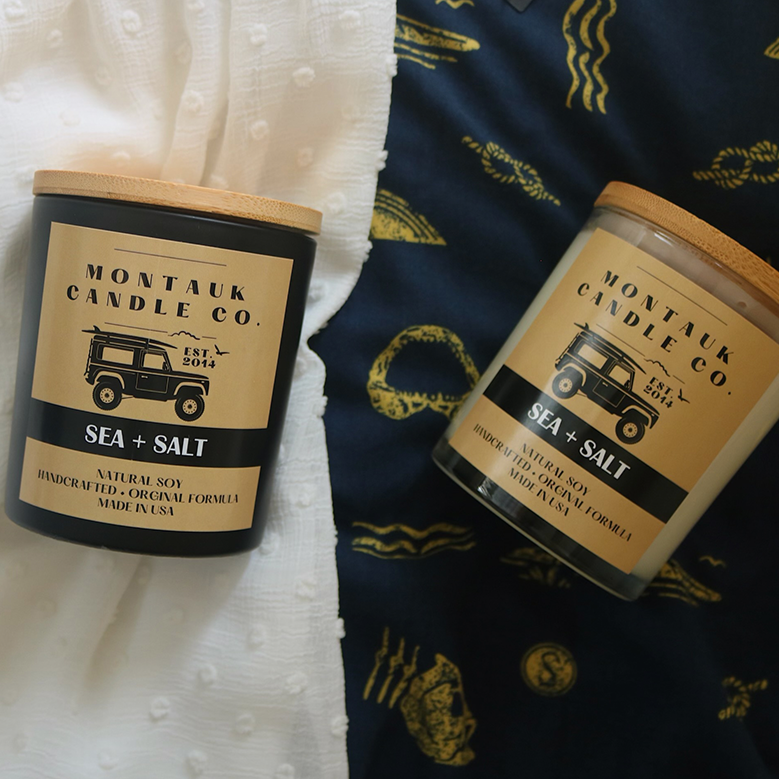 MONTAUK
CANDLE CO.
EST.
2014
SEA + SALT
NATURAL SOY
HANDCRAFTED • ORGINAL FORMULA
MADE IN USA
MONTAUK
CANDLE CO.
EST.
2014
SEA + SALT
NATURAL SOY
HANDCRAFTED • ORGINAL FORMULA
MADE IN USA